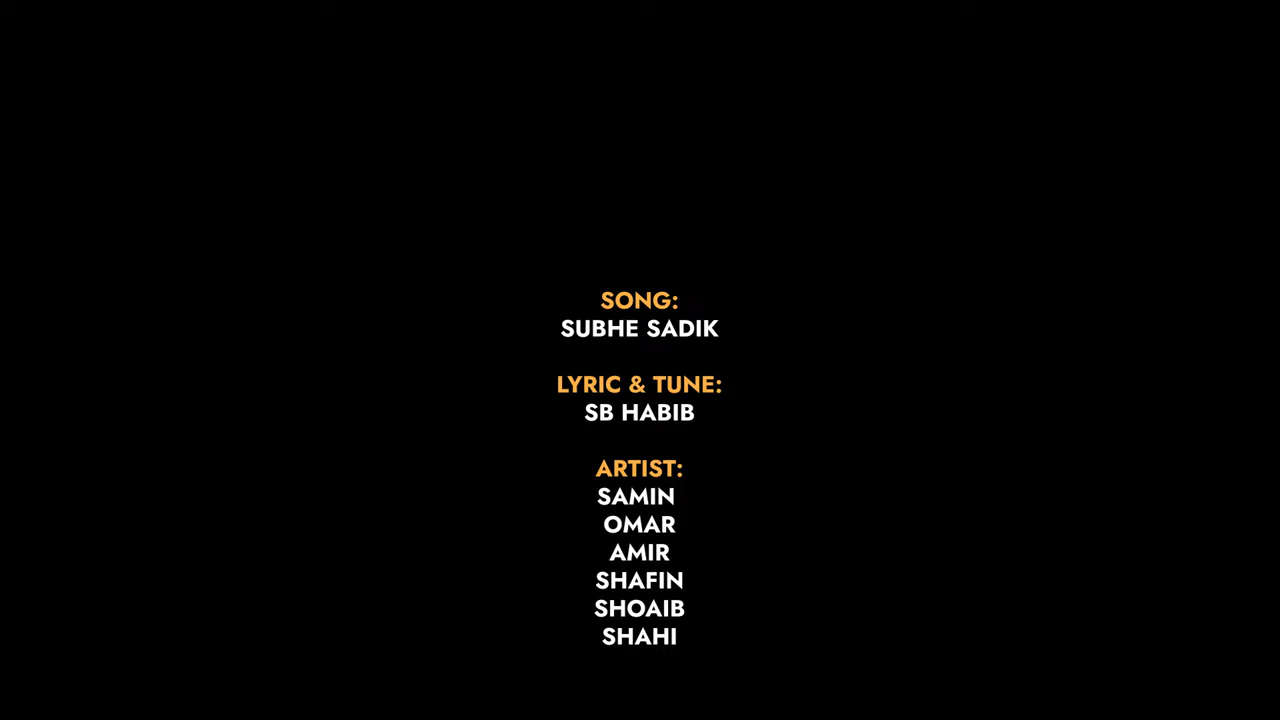 SONG:
SUBHE SADIK
LYRIC & TUNE:
SB HABIB
ARTIST:
SAMIN
OMAR
AMIR
SHAFIN
SHOAIB
SHAHI